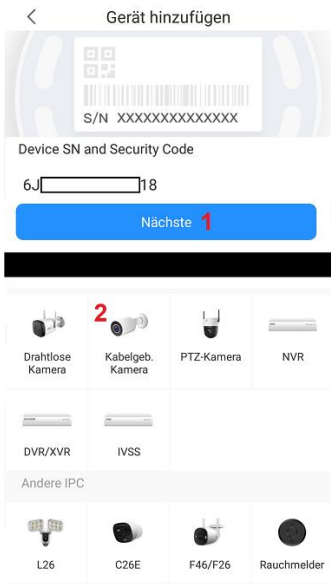 Gerät hinzufügen
S/N XXXXXXXXXXXXXX
Device SN and Security Code
6J 18
Nächste 1
2
Drahtlose Kamera
Kabelgeb. Kamera
PTZ-Kamera
NVR
DVR/XVR
IVSS
Andere IPC
L26
C26E
F46/F26
Rauchmelder